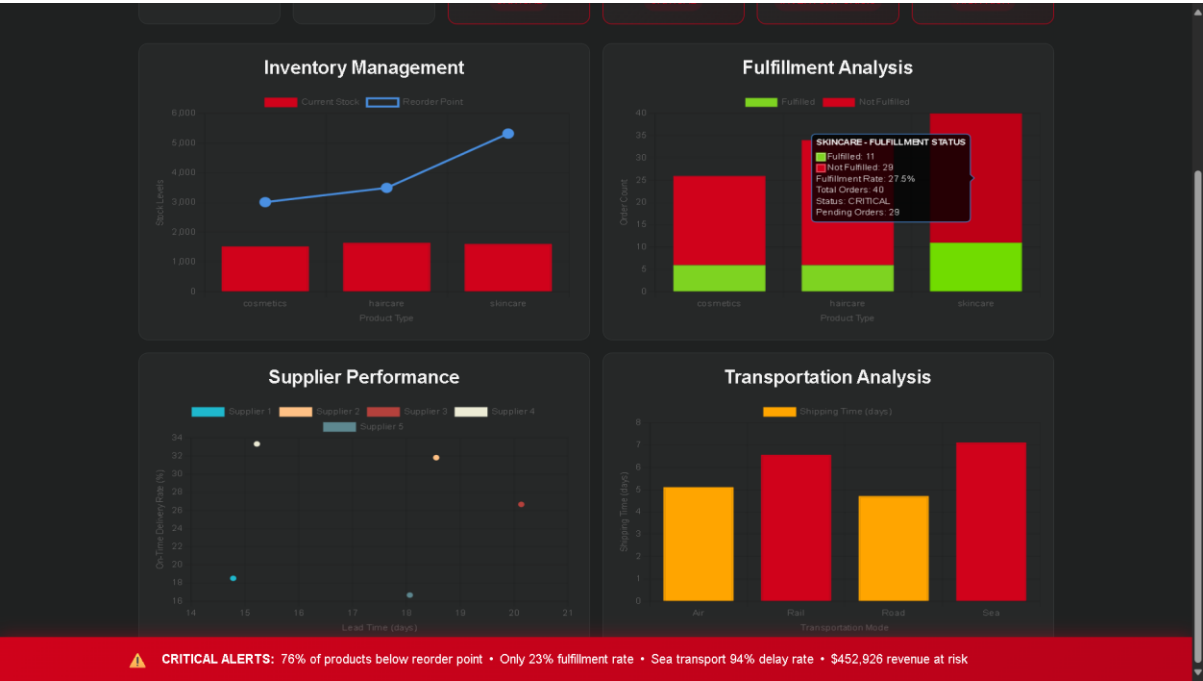 Inventory Management
Current Stock Reorder Point
6,000
5,000
4,000
3,000
2,000
1,000
0
Stock Levels
cosmetics haircare skincare
Product Type
Fulfillment Analysis
Fulfilled Not Fulfilled
40
35
30
25
20
15
10
5
0
Order Count
SKINCARE - FULFILLMENT STATUS
Fulfilled: 11
Not Fulfilled: 29
Fulfillment Rate: 27.5%
Total Orders: 40
Status: CRITICAL
Pending Orders: 29
cosmetics haircare skincare
Product Type
Supplier Performance
Supplier 1 Supplier 2 Supplier 3 Supplier 4
Supplier 5
34
32
30
28
26
24
22
20
18
16
On-Time Delivery Rate (%)
14 15 16 17 18 19 20 21
Lead Time (days)
Transportation Analysis
Shipping Time (days)
8
7
6
5
4
3
2
1
0
Shipping Time (days)
Air Rail Road Sea
Transportation Mode
CRITICAL ALERTS: 76% of products below reorder point • Only 23% fulfillment rate • Sea transport 94% delay rate • $452,926 revenue at risk